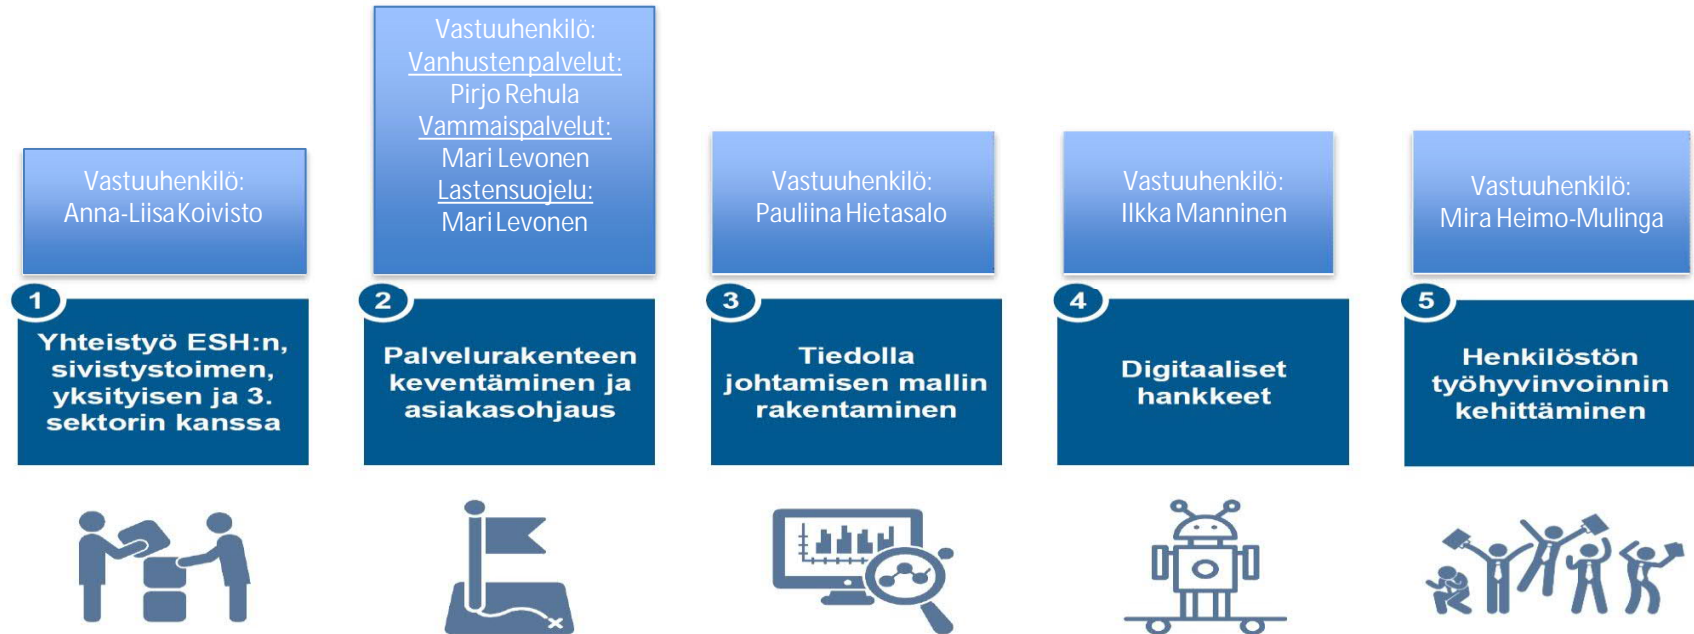 Vastuuhenkilö:
Anna-Liisa Koivisto
1
Yhteistyö ESH:n,
sivistystoimen,
yksityisen ja 3.
sektorin kanssa
Vastuuhenkilö:
Vanhusten palvelut:
Pirjo Rehula
Vammaispalvelut:
Mari Levonen
Lastensuojelu:
Mari Levonen
2
Palvelurakenteen
keventäminen ja
asiakasohjaus
Vastuuhenkilö:
Pauliina Hietasalo
3
Tiedolla
johtamisen mallin
rakentaminen
Vastuuhenkilö:
Ilkka Manninen
4
Digitaaliset
hankkeet
Vastuuhenkilö:
Mira Heimo-Mulinga
5
Henkilöstön
työhyvinvoinnin
kehittäminen